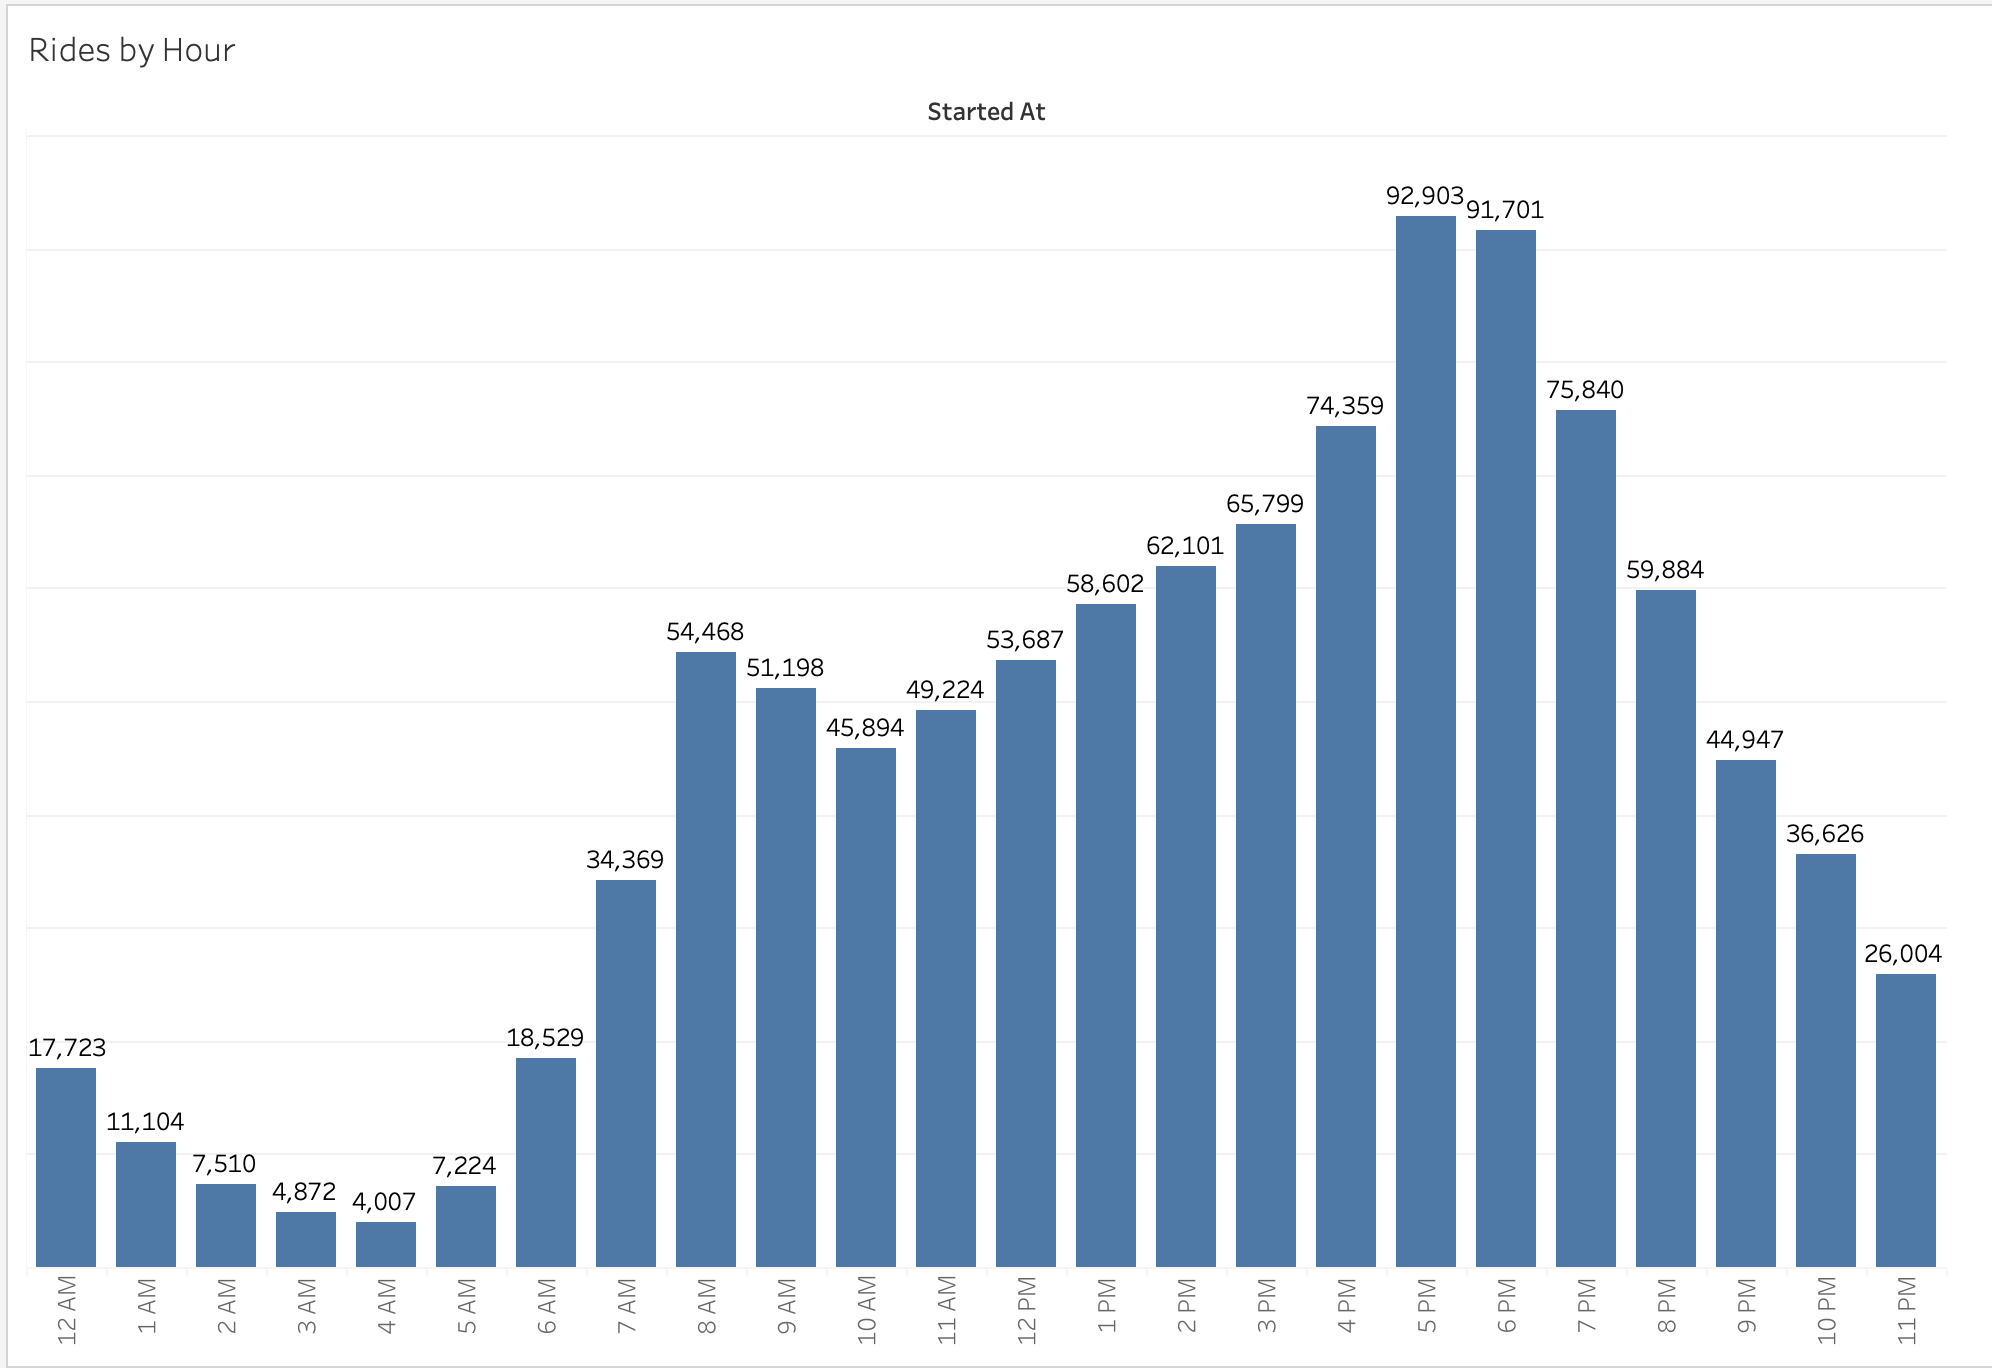 Rides by Hour
Started At
92,903
91,701
75,840
74,359
65,799
62,101
59,884
58,602
54,468
53,687
51,198
49,224
45,894
44,947
36,626
34,369
26,004
18,529
17,723
11,104
7,510
7,224
4,872
4,007
12 AM
1 AM
2 AM
3 AM
4 AM
5 AM
6 AM
7 AM
8 AM
9 AM
10 AM
11 AM
12 PM
1 PM
2 PM
3 PM
4 PM
5 PM
6 PM
7 PM
8 PM
9 PM
10 PM
11 PM